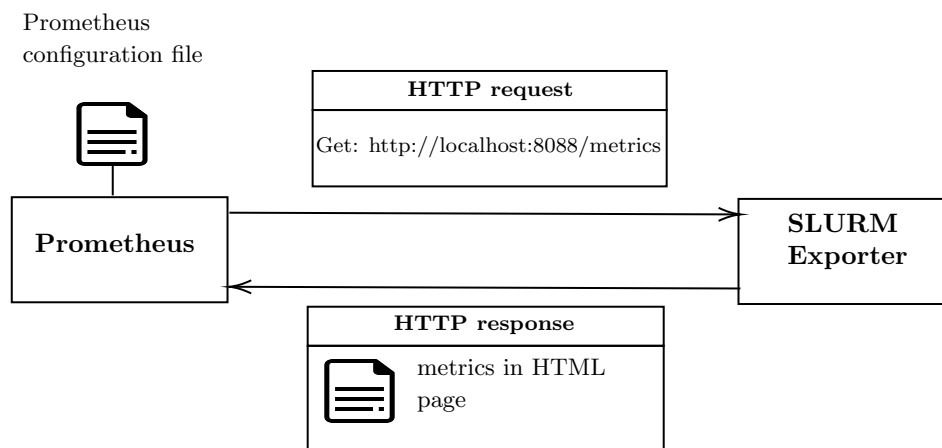 Prometheus
configuration file
HTTP request
Get: http://localhost:8088/metrics
Prometheus
SLURM
Exporter
HTTP response
metrics in HTML
page